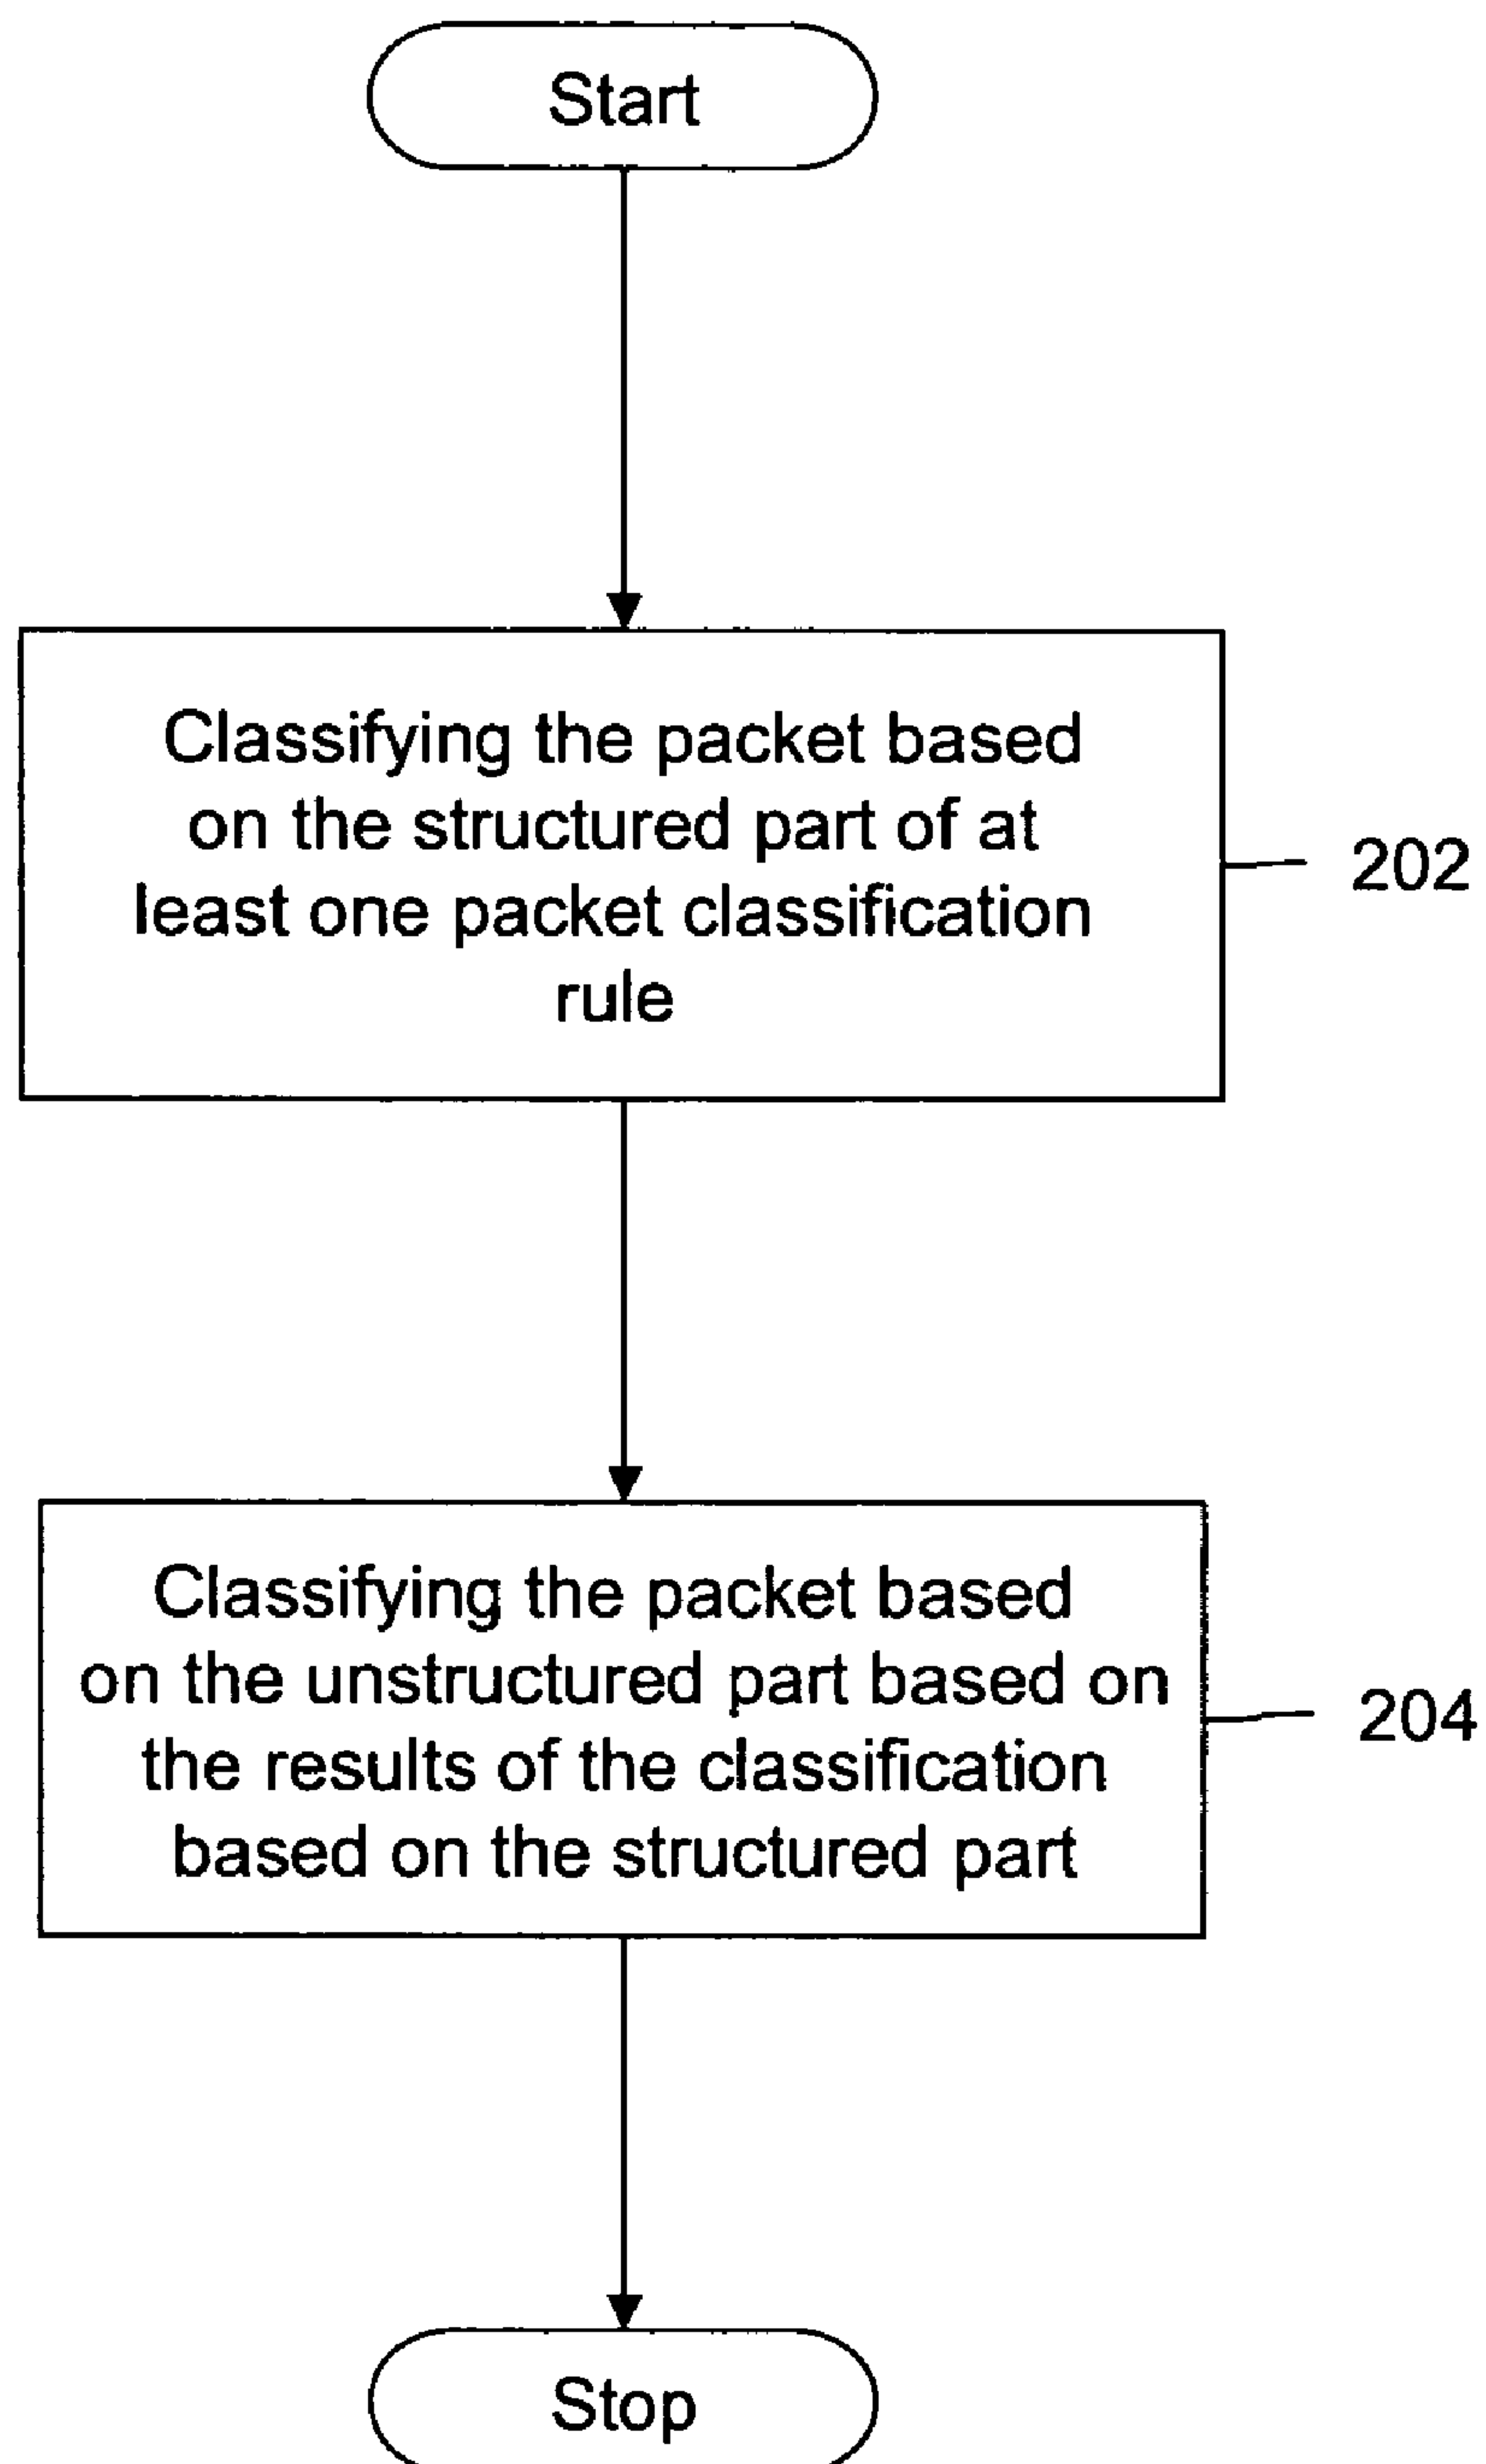 Start
Classifying the packet based
on the structured part of at
least one packet classification
rule
202
Classifying the packet based
on the unstructured part based on
the results of the classification
based on the structured part
204
Stop